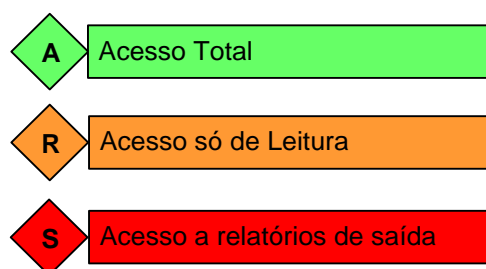 A Acesso Total
R Acesso só de Leitura
S Acesso a relatórios de saída